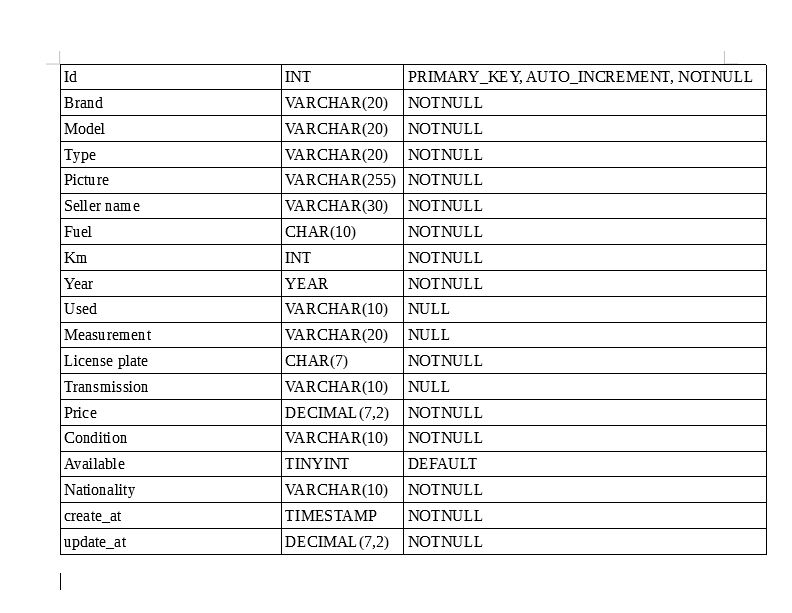 Id INT PRIMARY_KEY, AUTO_INCREMENT, NOTNULL
Brand VARCHAR(20) NOTNULL
Model VARCHAR(20) NOTNULL
Type VARCHAR(20) NOTNULL
Picture VARCHAR(255) NOTNULL
Seller name VARCHAR(30) NOTNULL
Fuel CHAR(10) NOTNULL
Km INT NOTNULL
Year YEAR NOTNULL
Used VARCHAR(10) NULL
Measurement VARCHAR(20) NULL
License plate CHAR(7) NOTNULL
Transmission VARCHAR(10) NULL
Price DECIMAL(7,2) NOTNULL
Condition VARCHAR(10) NOTNULL
Available TINYINT DEFAULT
Nationality VARCHAR(10) NOTNULL
create_at TIMESTAMP NOTNULL
update_at DECIMAL(7,2) NOTNULL